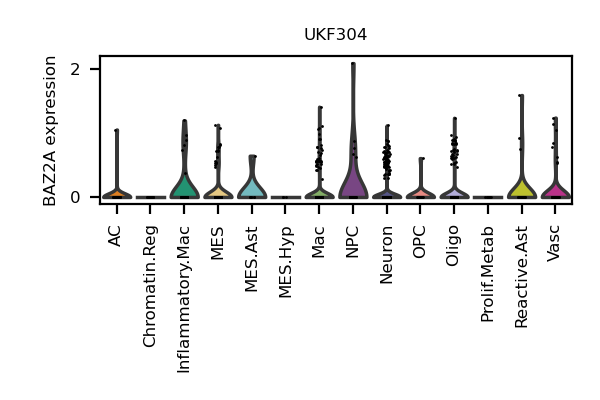 UKF304
BAZ2A expression
2
0
AC
Chromatin.Reg
Inflammatory.Mac
MES
MES.Ast
MES.Hyp
Mac
NPC
Neuron
OPC
Oligo
Prolif.Metab
Reactive.Ast
Vasc